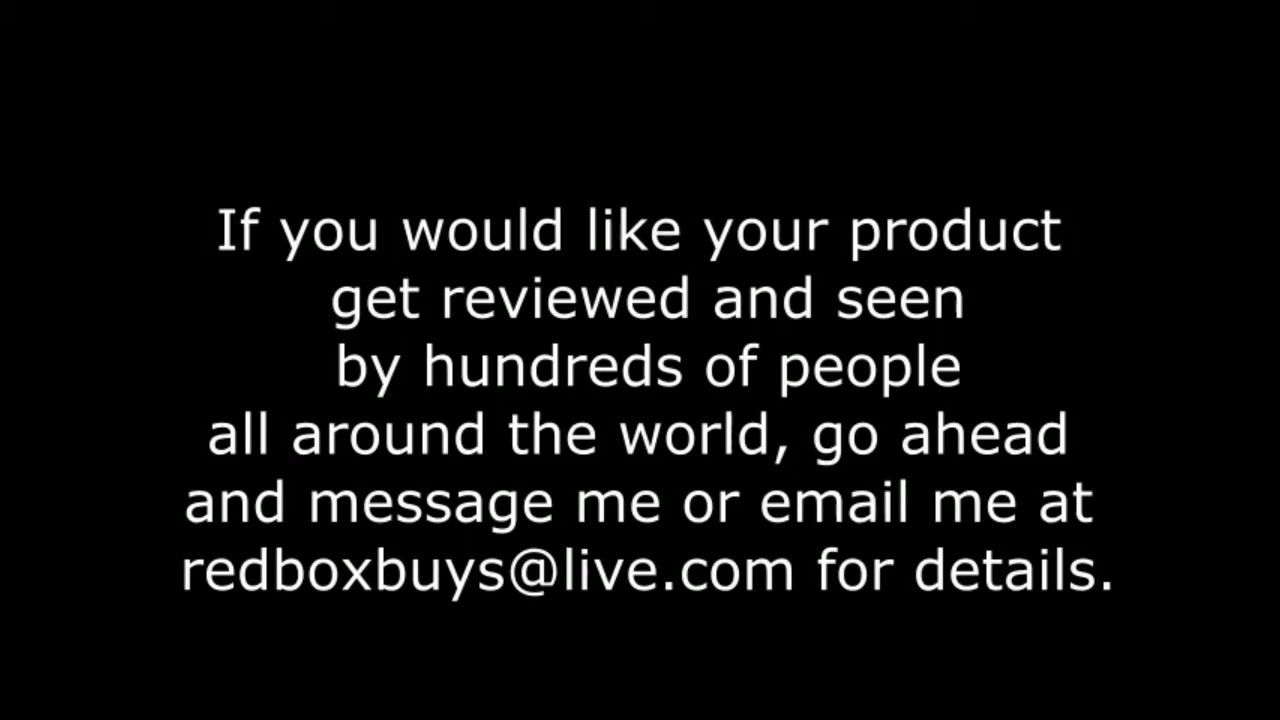 If you would like your product
get reviewed and seen
by hundreds of people
all around the world, go ahead
and message me or email me at
redboxbuys@live.com for details.